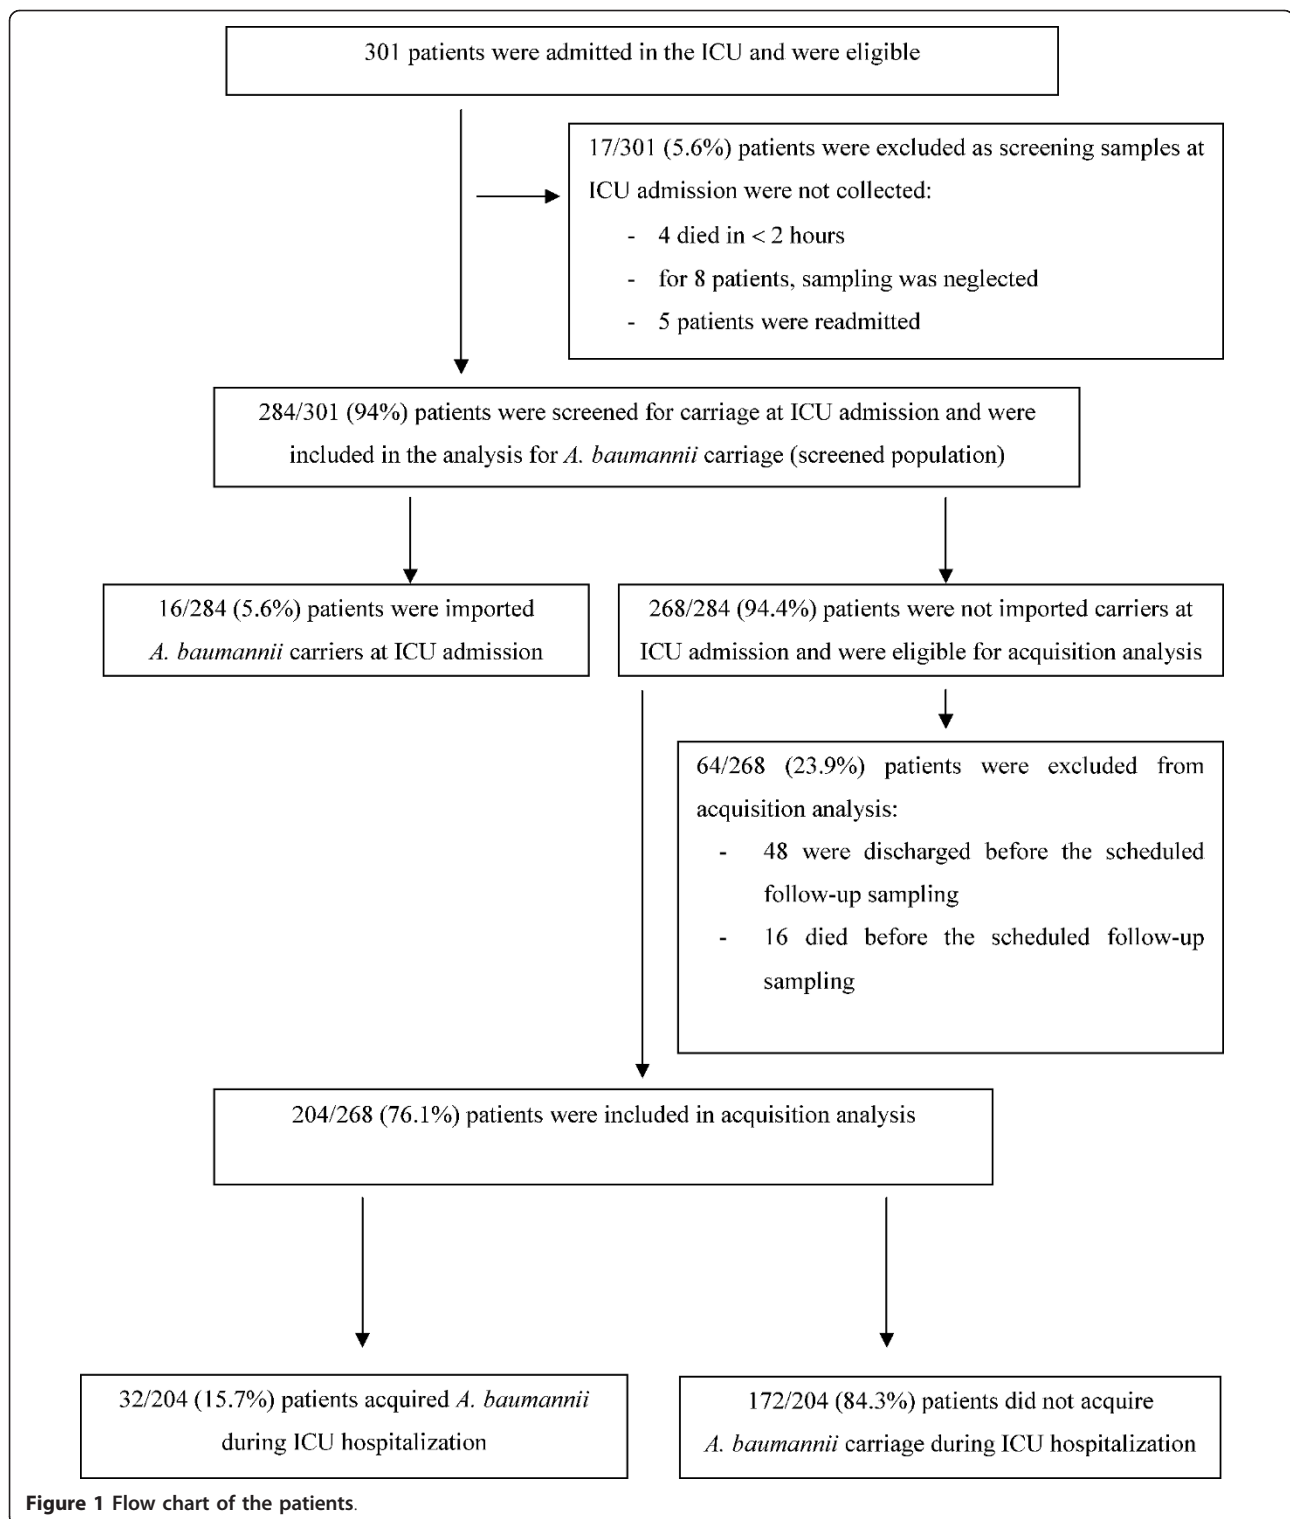 301 patients were admitted in the ICU and were eligible
17/301 (5.6%) patients were excluded as screening samples at
ICU admission were not collected:
- 4 died in < 2 hours
- for 8 patients, sampling was neglected
- 5 patients were readmitted
284/301 (94%) patients were screened for carriage at ICU admission and were
included in the analysis for A. baumannii carriage (screened population)
16/284 (5.6%) patients were imported
A. baumannii carriers at ICU admission
268/284 (94.4%) patients were not imported carriers at
ICU admission and were eligible for acquisition analysis
64/268 (23.9%) patients were excluded from
acquisition analysis:
- 48 were discharged before the scheduled
follow-up sampling
- 16 died before the scheduled follow-up
sampling
204/268 (76.1%) patients were included in acquisition analysis
32/204 (15.7%) patients acquired A. baumannii
during ICU hospitalization
172/204 (84.3%) patients did not acquire
A. baumannii carriage during ICU hospitalization
Figure 1 Flow chart of the patients.